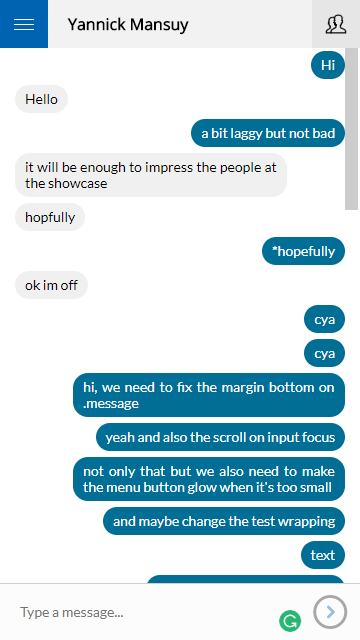 Yannick Mansuy
Hi
Hello
a bit laggy but not bad
it will be enough to impress the people at
the showcase
hopfully
*hopefully
ok im off
cya
cya
hi, we need to fix the margin bottom on
.message
yeah and also the scroll on input focus
not only that but we also need to make
the menu button glow when it's too small
and maybe change the test wrapping
text
Type a message...